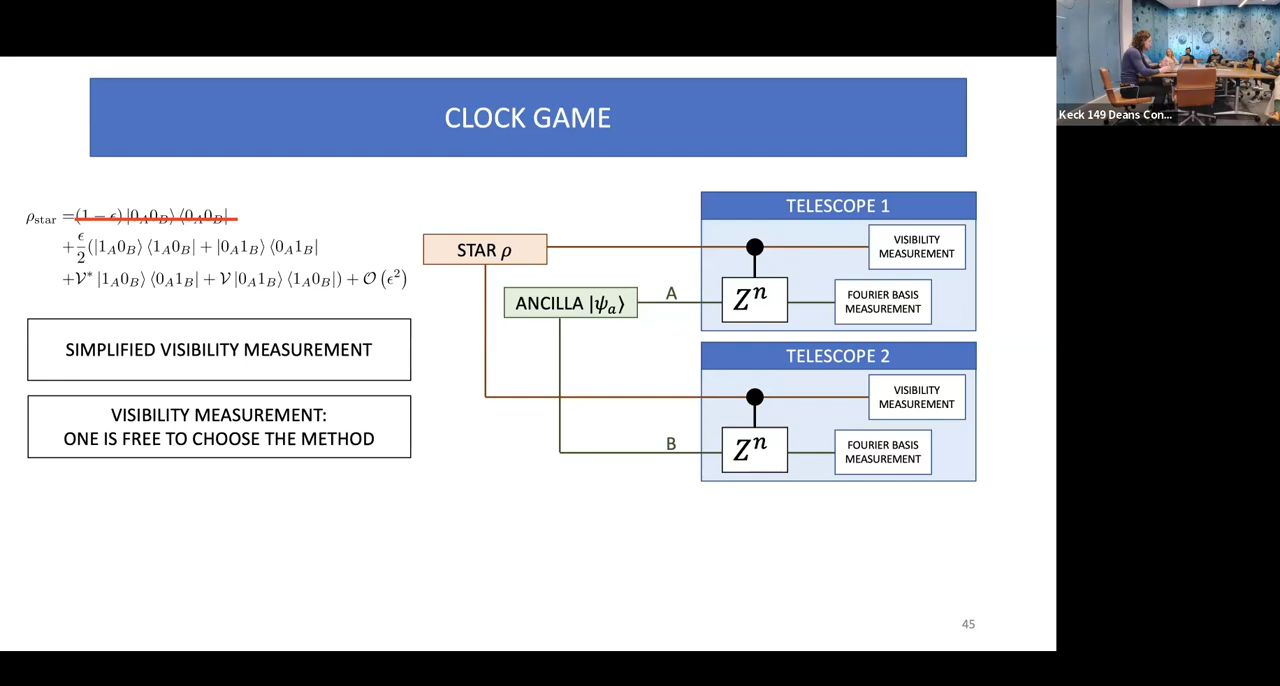 CLOCK GAME
ρ_star = (1 − ϵ) |0_A0_B⟩ ⟨0_A0_B|
+ ϵ/2 (|1_A0_B⟩ ⟨1_A0_B| + |0_A1_B⟩ ⟨0_A1_B|
+ 𝒱* |1_A0_B⟩ ⟨0_A1_B| + 𝒱 |0_A1_B⟩ ⟨1_A0_B|) + 𝒪 (ϵ²)
SIMPLIFIED VISIBILITY MEASUREMENT
VISIBILITY MEASUREMENT:
ONE IS FREE TO CHOOSE THE METHOD
STAR ρ
ANCILLA |ψ_a⟩
A
B
TELESCOPE 1
VISIBILITY
MEASUREMENT
Z^n
FOURIER BASIS
MEASUREMENT
TELESCOPE 2
VISIBILITY
MEASUREMENT
Z^n
FOURIER BASIS
MEASUREMENT
45
Keck 149 Deans Con...